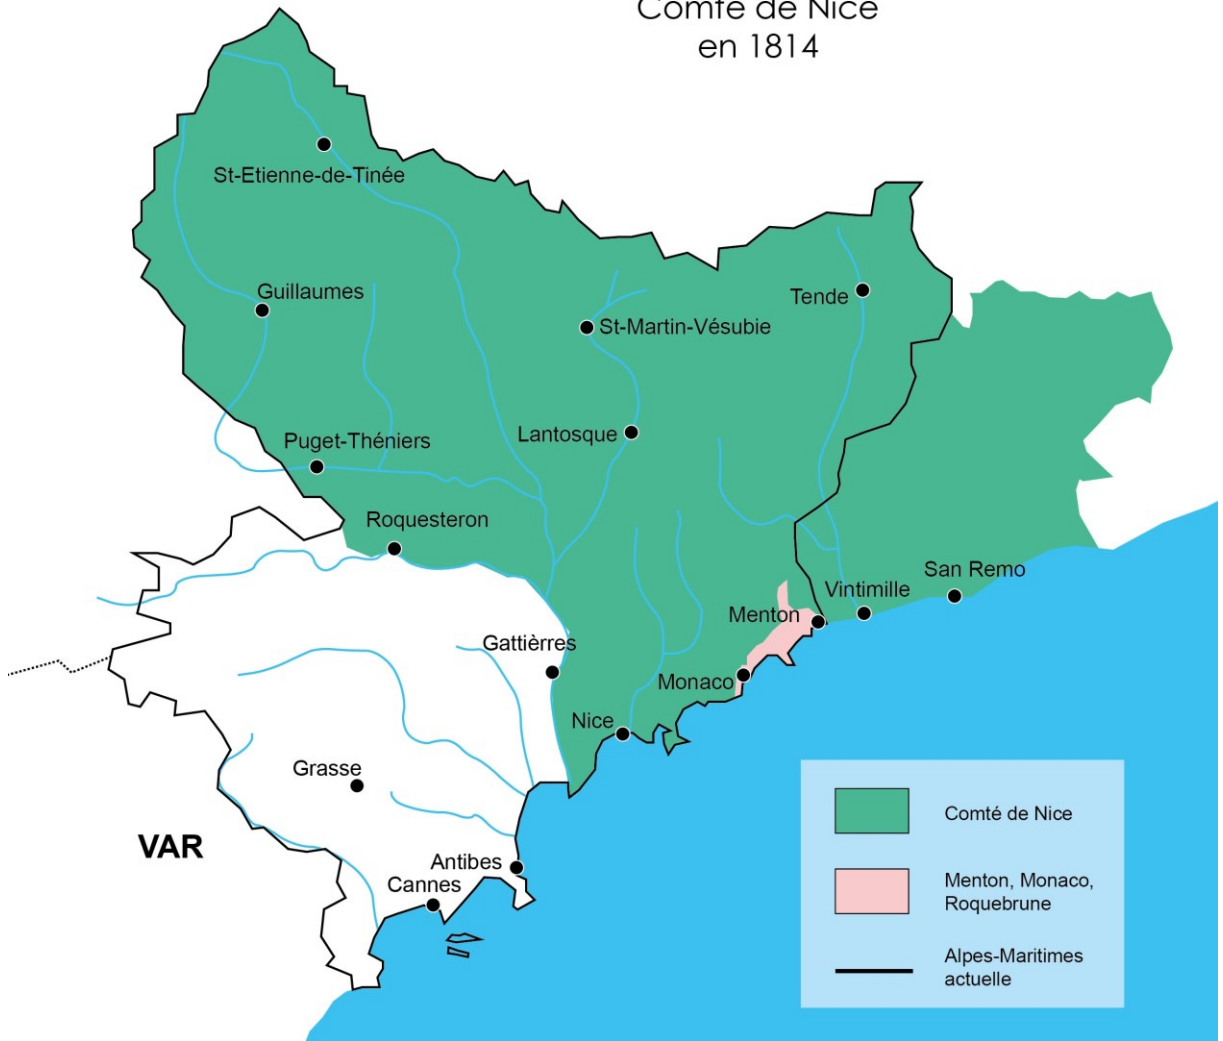 Comté de Nice
en 1814
St-Etienne-de-Tinée
Guillaumes
Tende
St-Martin-Vésubie
Lantosque
Puget-Théniers
Roquesteron
San Remo
Vintimille
Menton
Gattièrres
Monaco
Nice
Grasse
VAR
Antibes
Cannes
Comté de Nice
Menton, Monaco,
Roquebrune
Alpes-Maritimes
actuelle